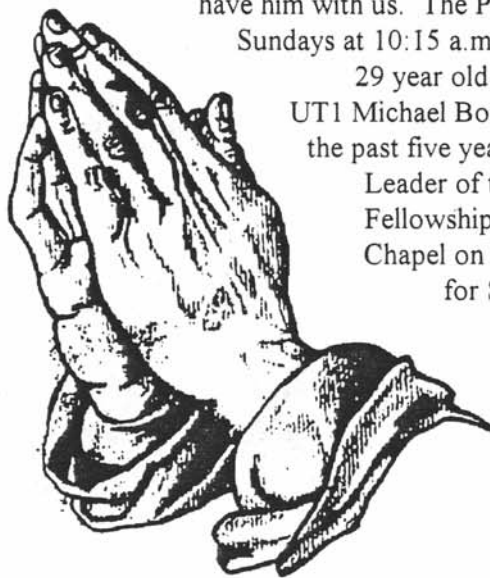 have him with us. The P
Sundays at 10:15 a.m
29 year old
UT1 Michael Bo
the past five yea
Leader of t
Fellowship
Chapel on
for S